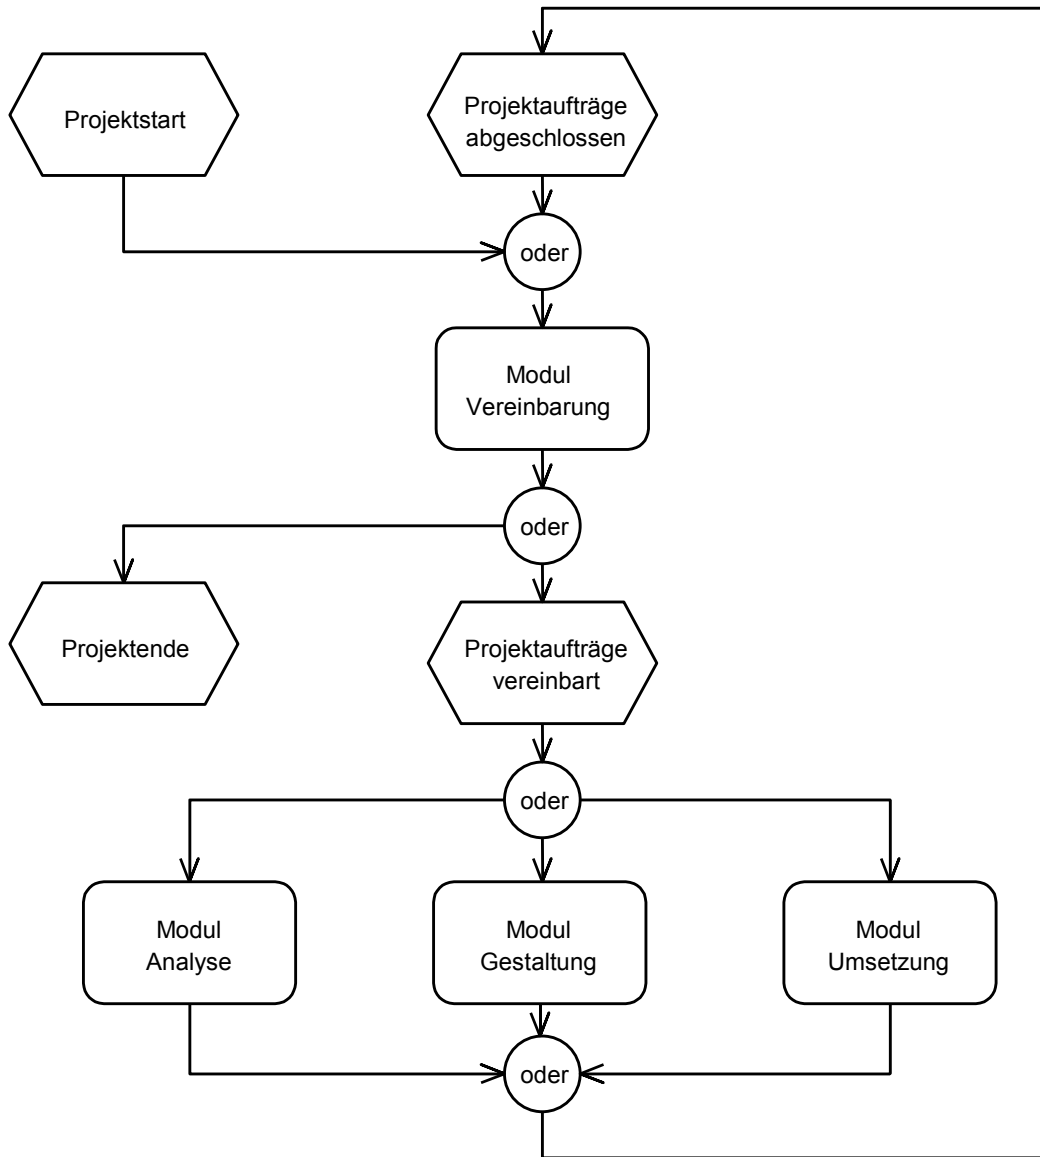 Projektstart
Projektaufträge
abgeschlossen
oder
Modul
Vereinbarung
oder
Projektende
Projektaufträge
vereinbart
oder
Modul
Analyse
Modul
Gestaltung
Modul
Umsetzung
oder